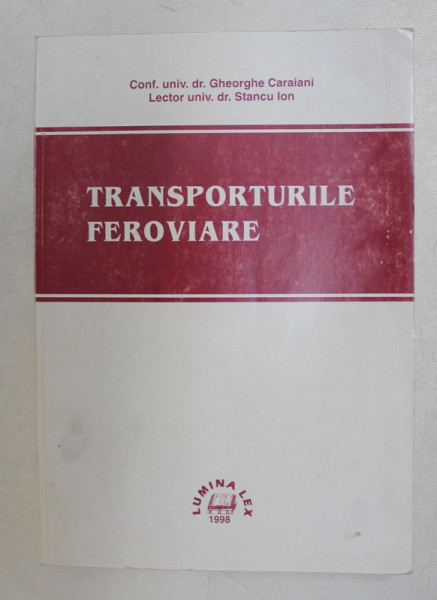 Conf. univ. dr. Gheorghe Caraiani
Lector univ. dr. Stancu Ion
TRANSPORTURILE
FEROVIARE
LUMINA LEX
1998